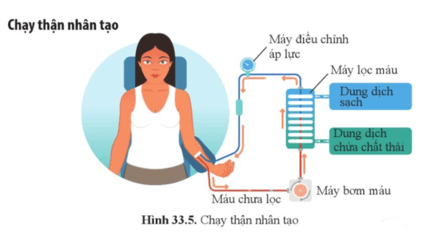 Chạy thận nhân tạo
Máy điều chỉnh
áp lực
Máy lọc máu
Dung dịch
sạch
Dung dịch
chứa chất thải
Máu chưa lọc
Máy bơm máu
Hình 33.5. Chạy thận nhân tạo